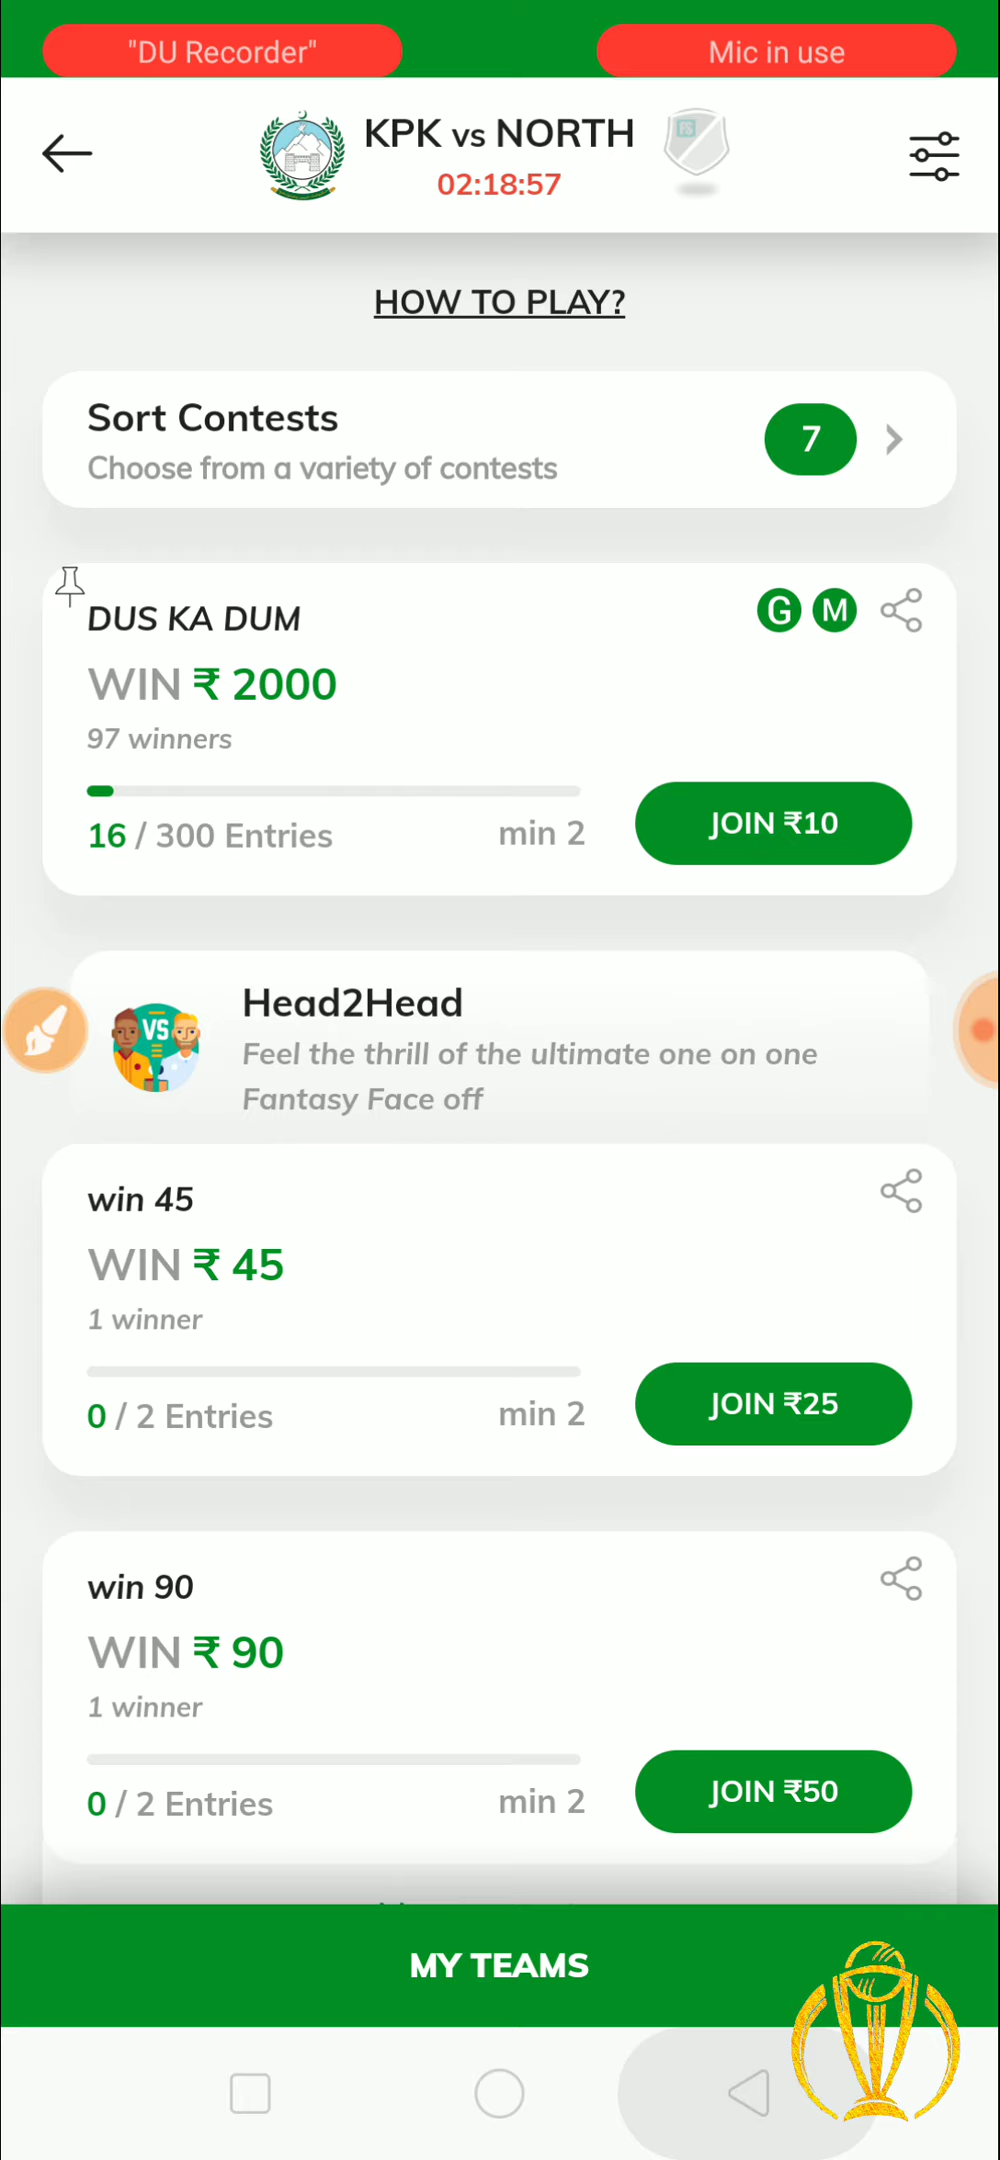 "DU Recorder"
Mic in use
KPK vs NORTH
02:18:57
HOW TO PLAY?
Sort Contests
Choose from a variety of contests
7
DUS KA DUM
G M
WIN ₹ 2000
97 winners
16 / 300 Entries
min 2
JOIN ₹10
VS
Head2Head
Feel the thrill of the ultimate one on one
Fantasy Face off
win 45
WIN ₹ 45
1 winner
0 / 2 Entries
min 2
JOIN ₹25
win 90
WIN ₹ 90
1 winner
0 / 2 Entries
min 2
JOIN ₹50
MY TEAMS